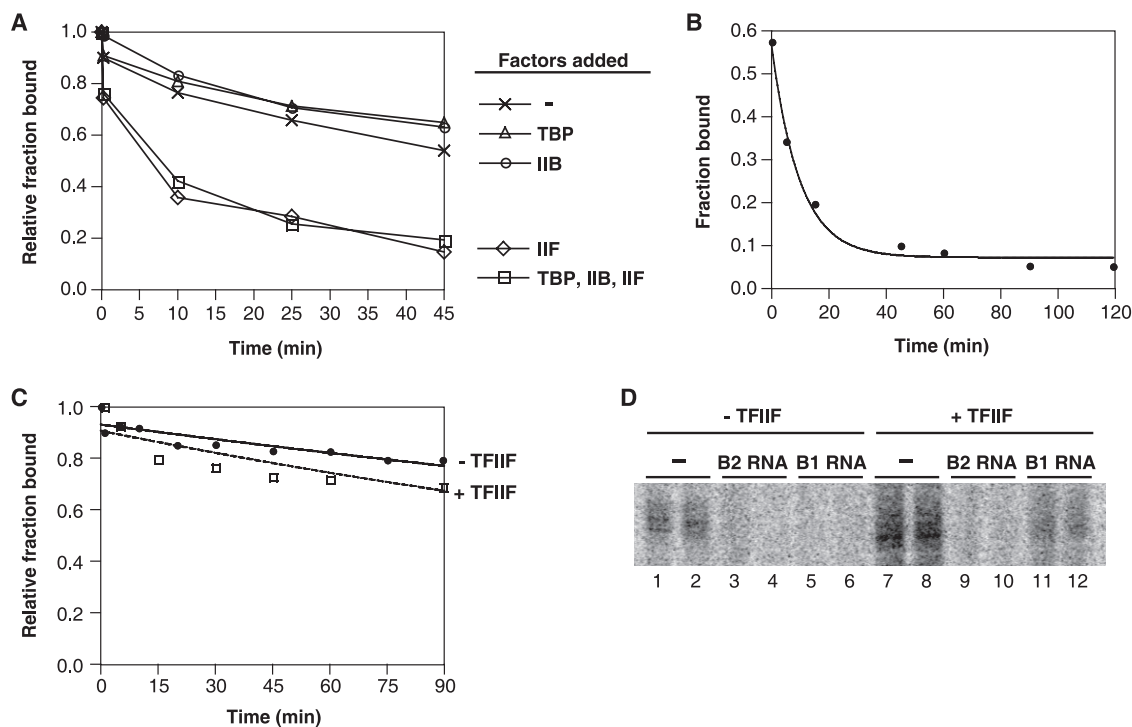 A
Relative fraction bound
1.0
0.8
0.6
0.4
0.2
0.0
0 10 5 10 15 10 25 35 40 45
Time (min)
Factors added
-
TBP
IIB
IIF
TBP, IIB, IIF
B
Fraction bound
0.6
0.5
0.4
0.3
0.2
0.1
0.0
0 20 40 60 80 100 120
Time (min)
C
Relative fraction bound
1.0
0.8
0.6
0.4
0.2
0.0
0 15 30 45 60 75 90
Time (min)
- TFIIF
+ TFIIF
D
- TFIIF + TFIIF
– B2 RNA B1 RNA – B2 RNA B1 RNA
1 2 3 4 5 6 7 8 9 10 11 12